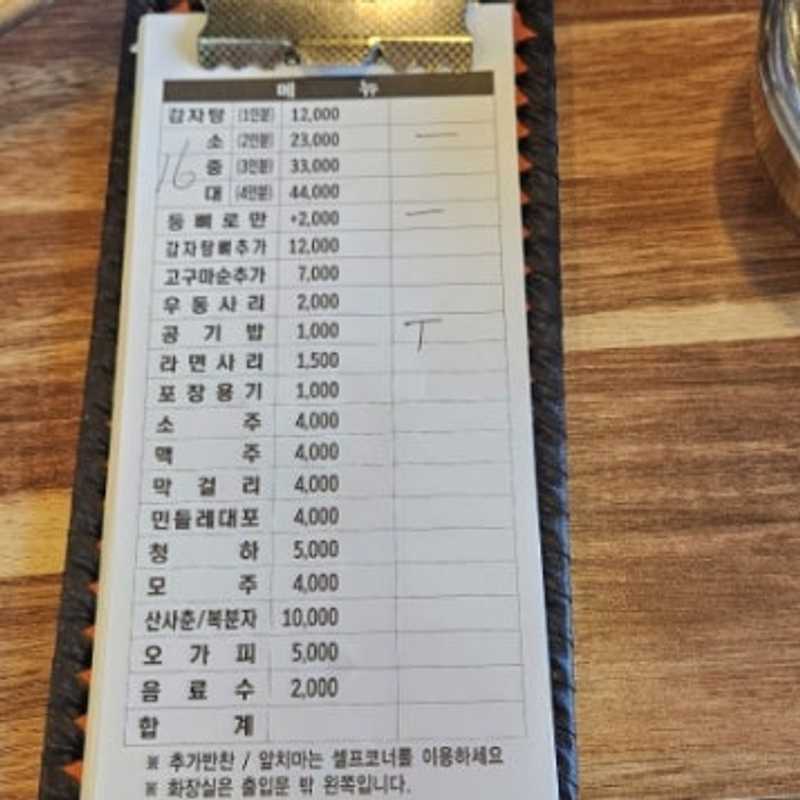 메 뉴
감자탕 (1인분) 12,000
소 (2인분) 23,000 一
16 중 (3인분) 33,000
대 (4인분) 44,000
등뼈로만 +2,000 一
감자탕뼈추가 12,000
고구마순추가 7,000
우동사리 2,000
공기밥 1,000 T
라면사리 1,500
포장용기 1,000
소주 4,000
맥주 4,000
막걸리 4,000
민들레대포 4,000
청하 5,000
모주 4,000
산사춘/복분자 10,000
오가피 5,000
음료수 2,000
합계
※ 추가반찬 / 앞치마는 셀프코너를 이용하세요
※ 화장실은 출입문 밖 왼쪽입니다.